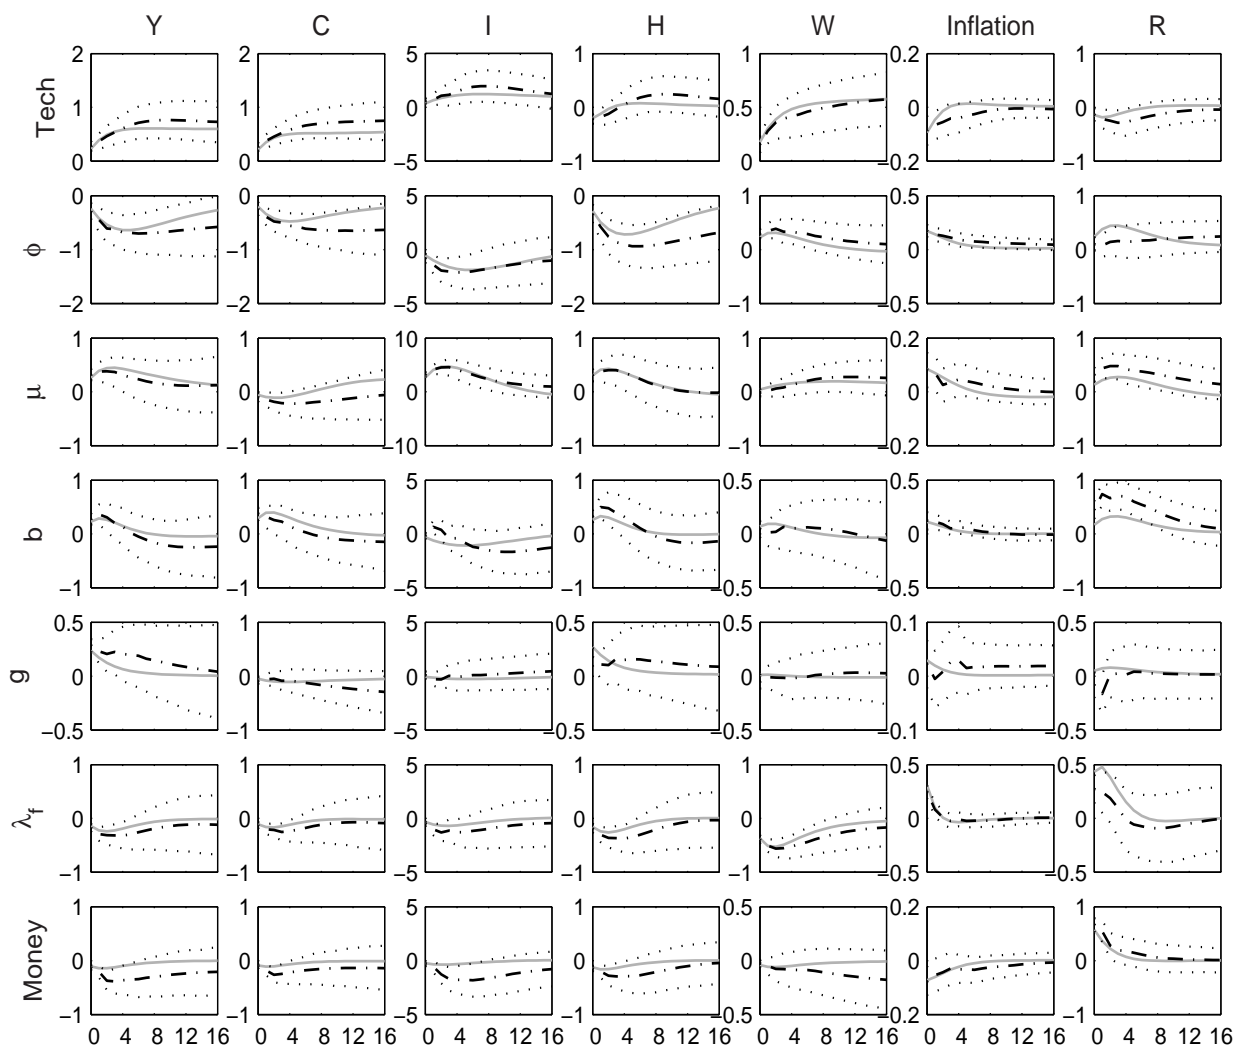 Y C I H W Inflation R
2 2 5 1 1 0.2 1
Tech 1 1 0 0 0.5 0 0
0 0 −5 −1 0 −0.2 −1
0 0 5 0 1 0.5 1
ϕ −1 −1 0 −1 0 0 0
−2 −2 −5 −2 −1 −0.5 −1
1 1 10 1 1 0.2 1
μ 0 0 0 0 0 0 0
−1 −1 −10 −1 −1 −0.2 −1
1 1 5 1 0.5 0.5 1
b 0 0 0 0 0 0 0
−1 −1 −5 −1 −0.5 −0.5 −1
0.5 1 5 0.5 0.5 0.1 0.5
g 0 0 0 0 0 0 0
−0.5 −1 −5 −0.5 −0.5 −0.1 −0.5
1 1 5 1 1 0.5 0.5
λf 0 0 0 0 0 0 0
−1 −1 −5 −1 −1 −0.5 −0.5
1 1 5 1 0.5 0.2 1
Money 0 0 0 0 0 0 0
−1 −1 −5 −1 −0.5 −0.2 −1
0 4 8 12 16 0 4 8 12 16 0 4 8 12 16 0 4 8 12 16 0 4 8 12 16 0 4 8 12 16 0 4 8 12 16